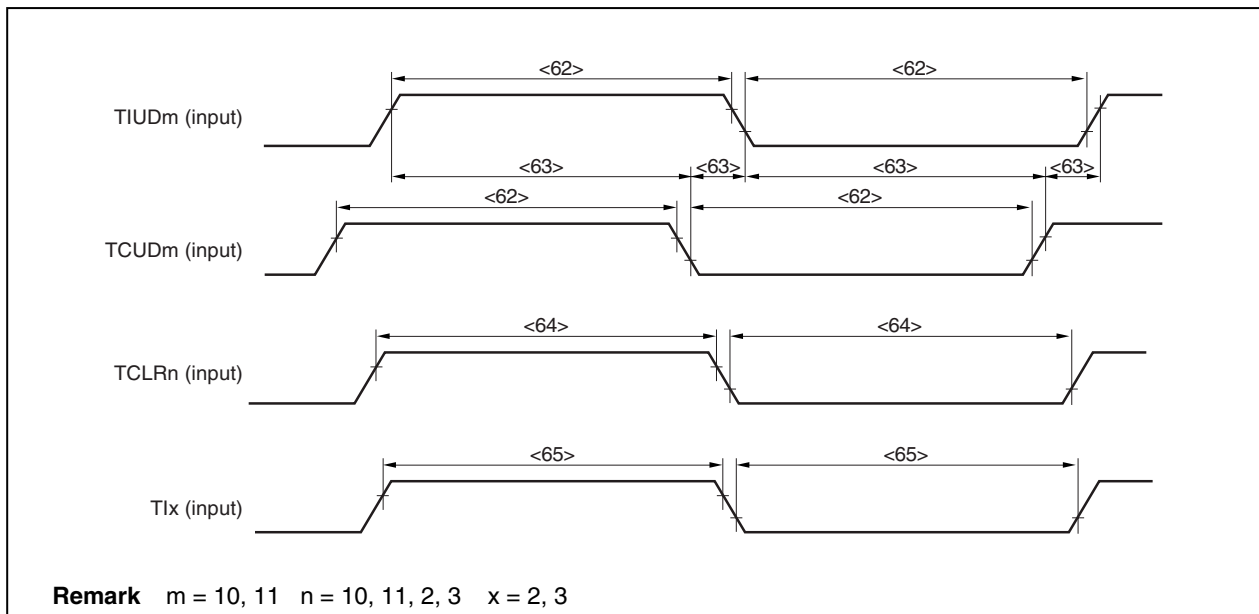 <62> <62>
TIUDm (input)
<63> <63> <63> <63>
<62> <62>
TCUDm (input)
<64> <64>
TCLRn (input)
<65> <65>
TIx (input)
Remark m = 10, 11 n = 10, 11, 2, 3 x = 2, 3